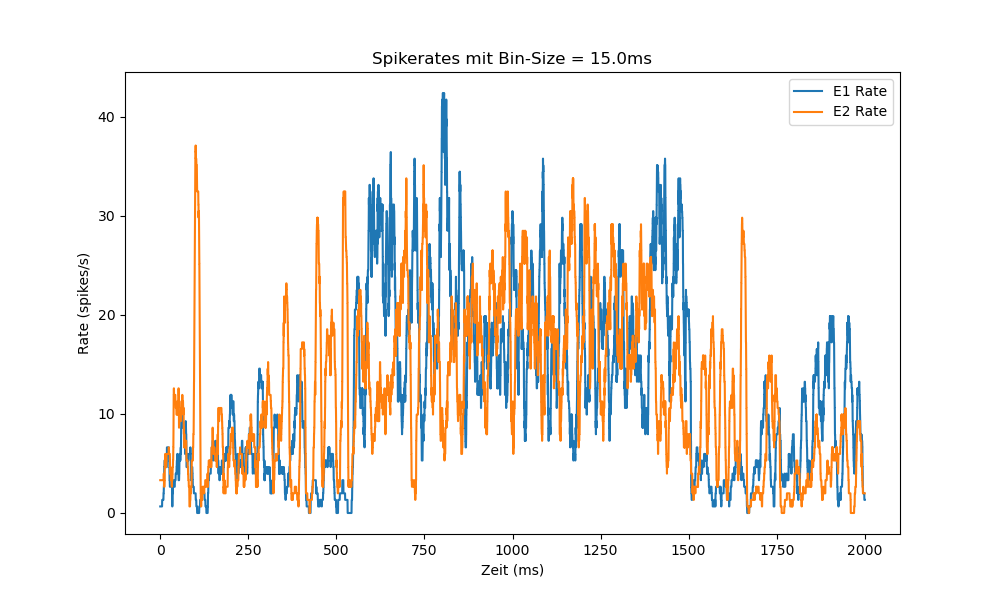 Spikerates mit Bin-Size = 15.0ms
E1 Rate
E2 Rate
Rate (spikes/s)
40
30
20
10
0
0 250 500 750 1000 1250 1500 1750 2000
Zeit (ms)